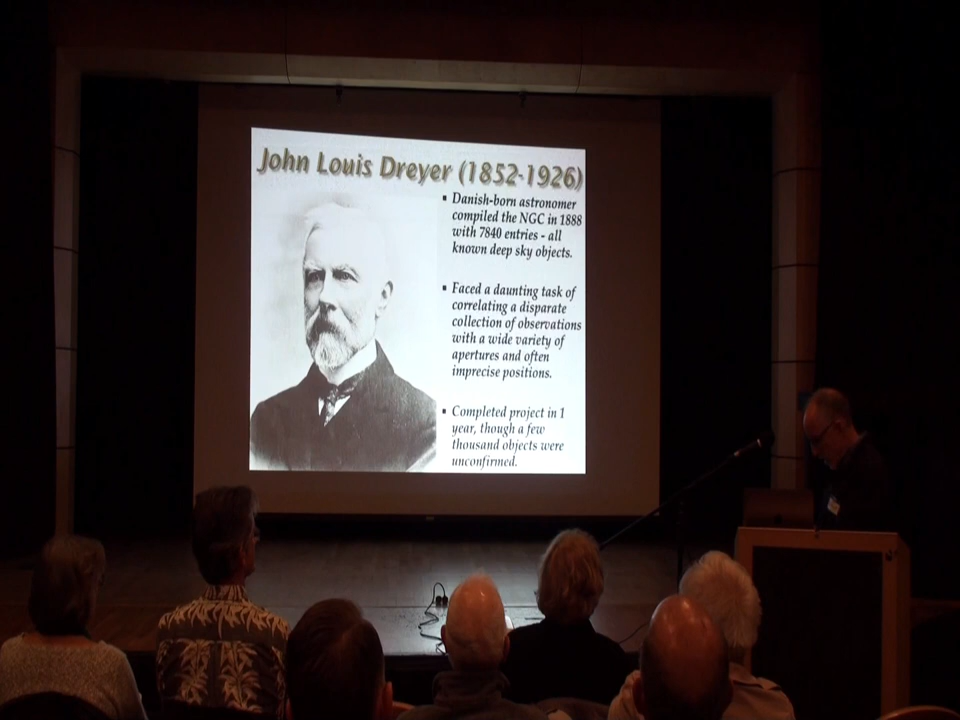 John Louis Dreyer (1852-1926)
▪ Danish-born astronomer
compiled the NGC in 1888
with 7840 entries - all
known deep sky objects.
▪ Faced a daunting task of
correlating a disparate
collection of observations
with a wide variety of
apertures and often
imprecise positions.
▪ Completed project in 1
year, though a few
thousand objects were
unconfirmed.